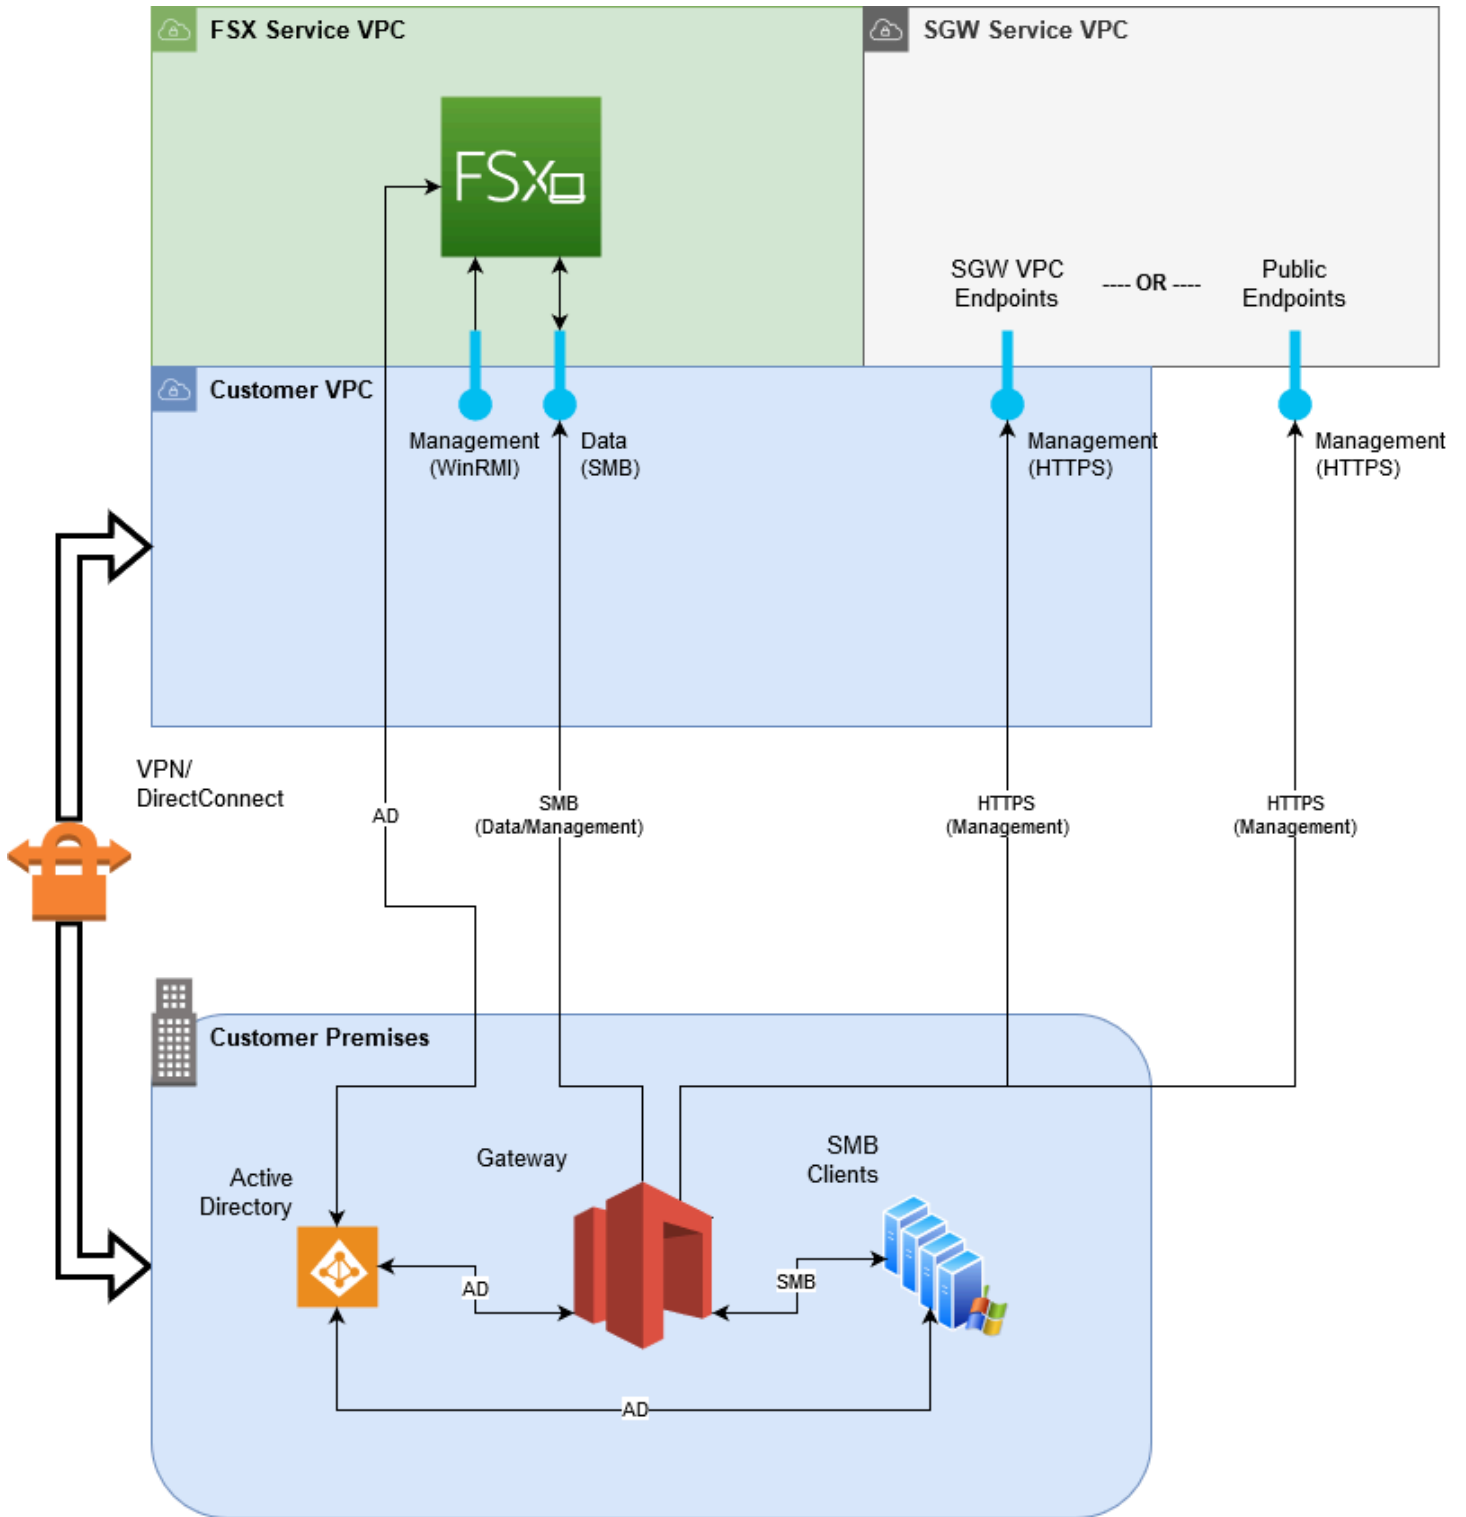 FSX Service VPC
SGW Service VPC
FSx
SGW VPC
Endpoints
---- OR ----
Public
Endpoints
Customer VPC
Management
(WinRMI)
Data
(SMB)
Management
(HTTPS)
Management
(HTTPS)
VPN/
DirectConnect
AD
SMB
(Data/Management)
HTTPS
(Management)
HTTPS
(Management)
Customer Premises
Active
Directory
Gateway
SMB
Clients
AD
SMB
AD